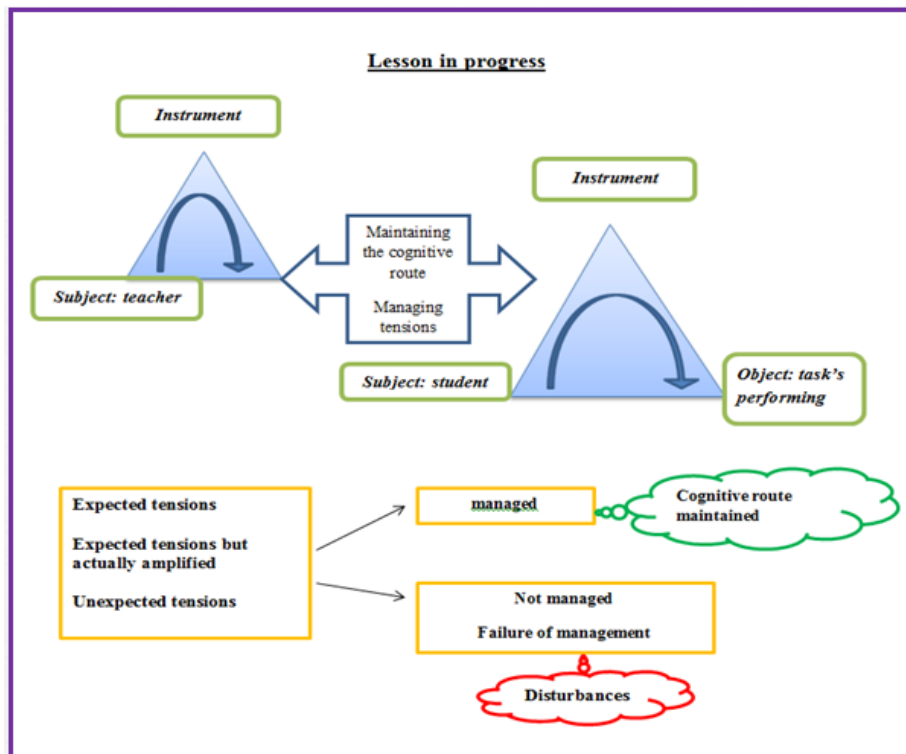 Lesson in progress
Instrument
Instrument
Maintaining
the cognitive
route
Managing
tensions
Subject: teacher
Subject: student
Object: task's
performing
Expected tensions
Expected tensions but
actually amplified
Unexpected tensions
managed
Cognitive route
maintained
Not managed
Failure of management
Disturbances